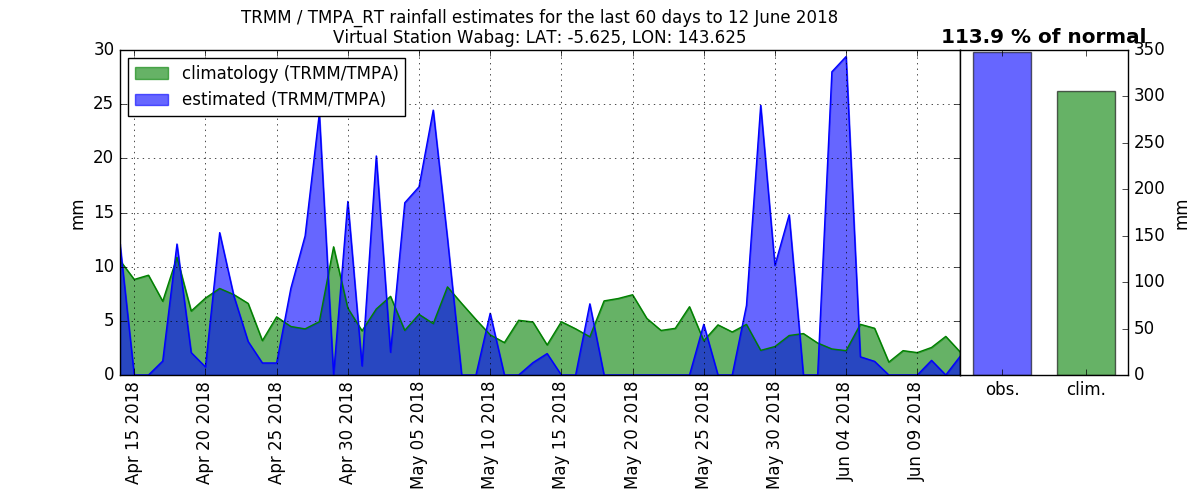 TRMM / TMPA_RT rainfall estimates for the last 60 days to 12 June 2018
Virtual Station Wabag: LAT: -5.625, LON: 143.625
113.9 % of normal
climatology (TRMM/TMPA)
estimated (TRMM/TMPA)
30
25
20
15
10
5
0
mm
Apr 15 2018
Apr 20 2018
Apr 25 2018
Apr 30 2018
May 05 2018
May 10 2018
May 15 2018
May 20 2018
May 25 2018
May 30 2018
Jun 04 2018
Jun 09 2018
obs.
clim.
350
300
250
200
150
100
50
0
mm